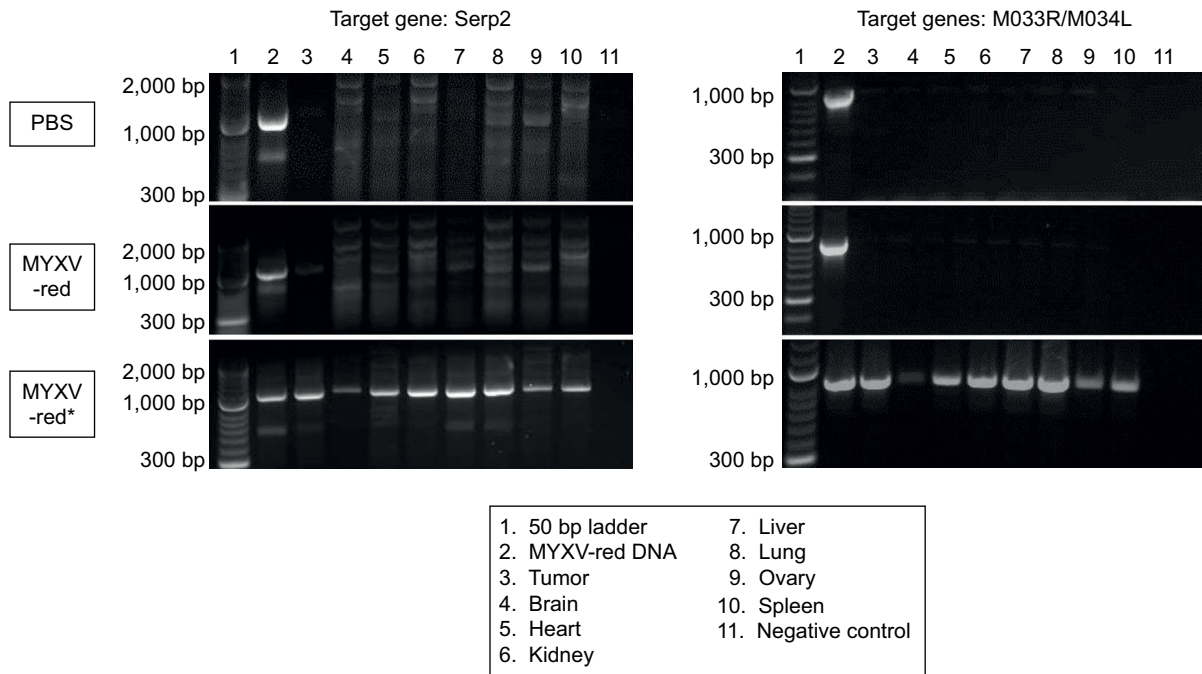 Target gene: Serp2
Target genes: M033R/M034L
1 2 3 4 5 6 7 8 9 10 11
1 2 3 4 5 6 7 8 9 10 11
PBS
2,000 bp
1,000 bp
300 bp
1,000 bp
300 bp
MYXV
-red
2,000 bp
1,000 bp
300 bp
1,000 bp
300 bp
MYXV
-red*
2,000 bp
1,000 bp
300 bp
1,000 bp
300 bp
1. 50 bp ladder
2. MYXV-red DNA
3. Tumor
4. Brain
5. Heart
6. Kidney
7. Liver
8. Lung
9. Ovary
10. Spleen
11. Negative control